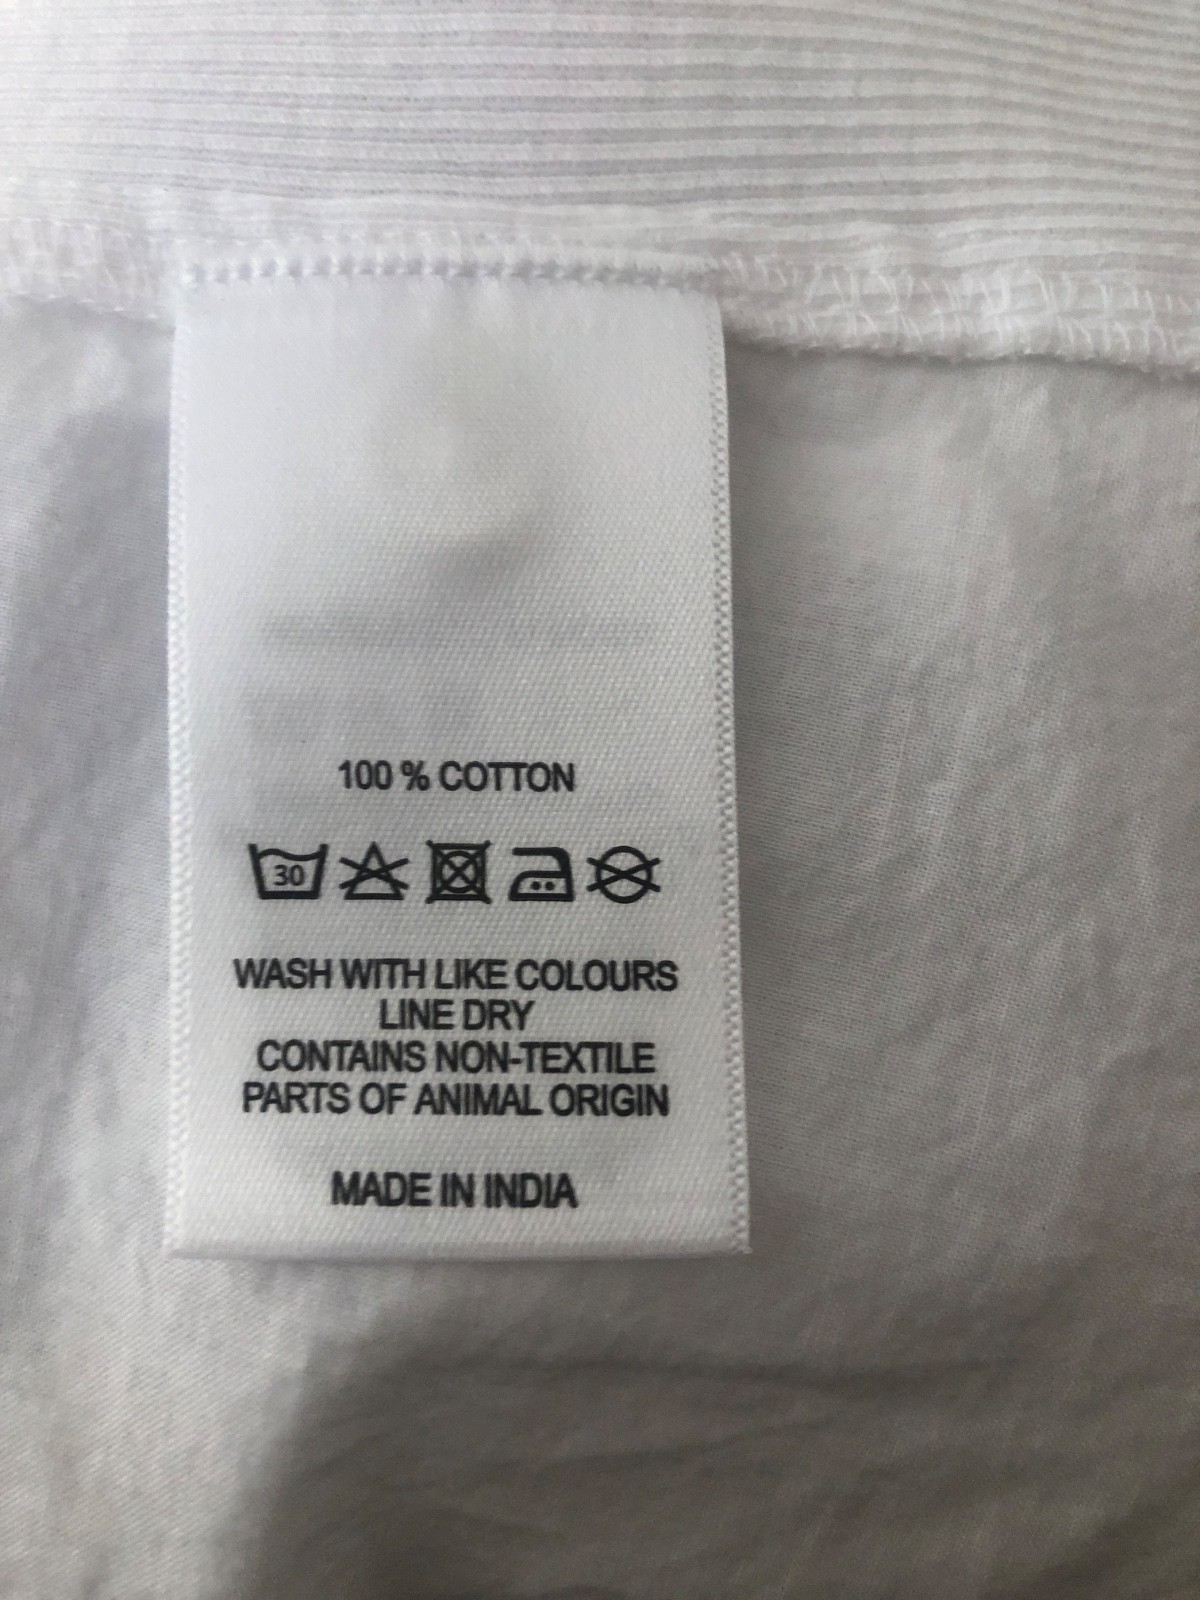 100 % COTTON
30
WASH WITH LIKE COLOURS
LINE DRY
CONTAINS NON-TEXTILE
PARTS OF ANIMAL ORIGIN
MADE IN INDIA